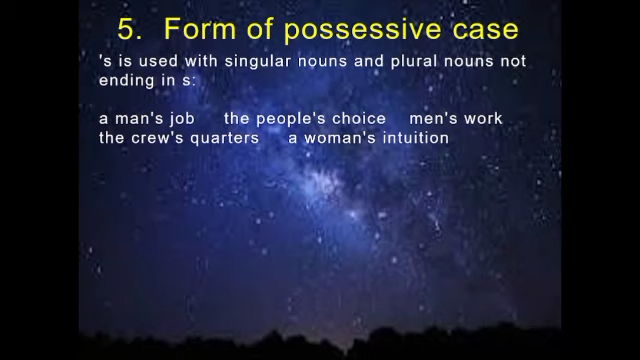 5. Form of possessive case
's is used with singular nouns and plural nouns not
ending in s:
a man's job the people's choice men's work
the crew's quarters a woman's intuition